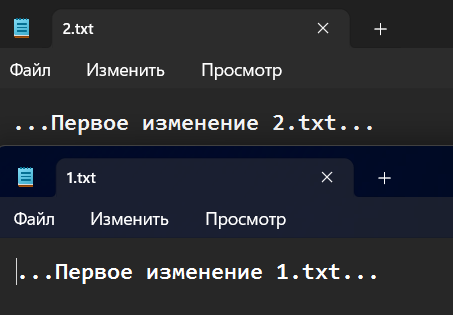 2.txt
Файл Изменить Просмотр
...Первое изменение 2.txt...
1.txt
Файл Изменить Просмотр
...Первое изменение 1.txt...